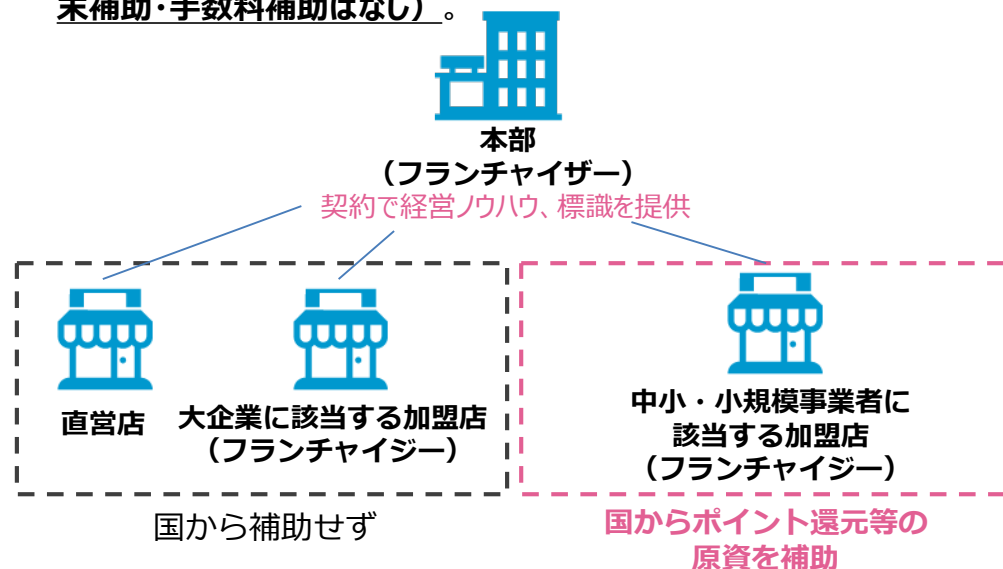 末補助･手数料補助はなし）。
本部
（フランチャイザー）
契約で経営ノウハウ、標識を提供
直営店
大企業に該当する加盟店
（フランチャイジー）
中小・小規模事業者に
該当する加盟店
（フランチャイジー）
国から補助せず
国からポイント還元等の
原資を補助